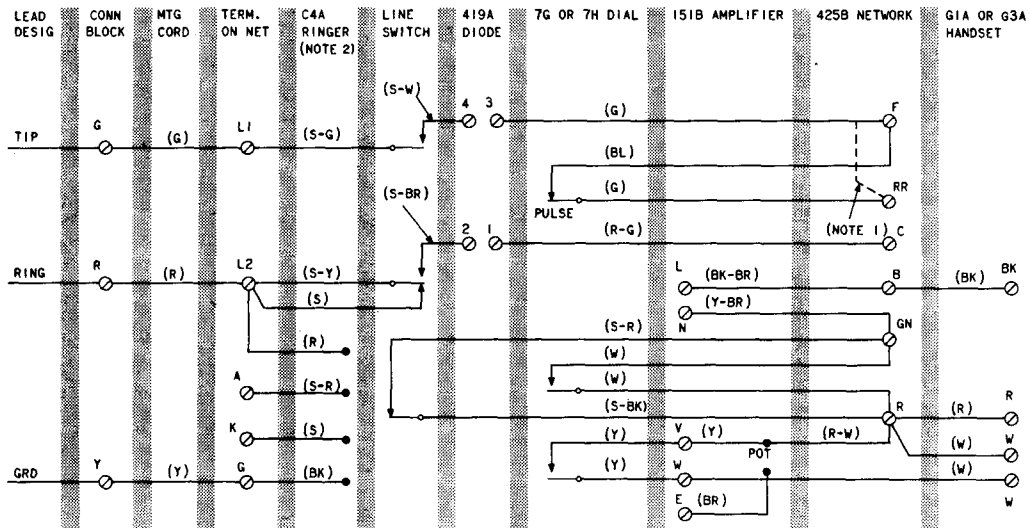 LEAD DESIG
CONN BLOCK
MTG CORD
TERM. ON NET
C4A RINGER (NOTE 2)
LINE SWITCH
419A DIODE
7G OR 7H DIAL
151B AMPLIFIER
425B NETWORK
G1A OR G3A HANDSET
(S-W) 4 3 (G) F
TIP G (G) L1 (S-G)
(BL)
(S-BR) (G) RR
PULSE
2 1 (R-G) (NOTE 1) C
RING R (R) L2 (S-Y) L (BK-BR) B (BK) BK
(S) (Y-BR)
N
(S-R) GN
(R) (W)
A (S-R) (W)
(S-BK) R (R) R
K (S) (Y) V (Y) (R-W) (W) W
POT
GRD Y (Y) G (BK) (Y) W (W) W
E (BR)